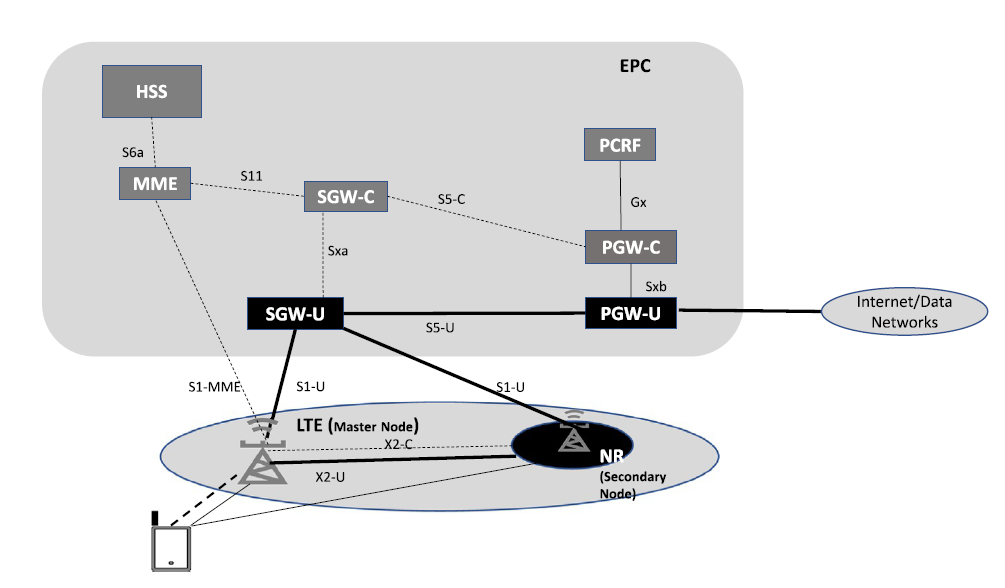 EPC
HSS
PCRF
S6a
MME
S11
SGW-C
S5-C
Gx
PGW-C
Sxa
Sxb
SGW-U
S5-U
PGW-U
Internet/Data
Networks
S1-MME
S1-U
S1-U
LTE (Master Node)
X2-C
X2-U
NR
(Secondary
Node)